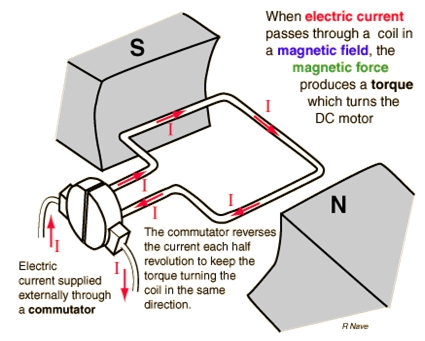 When electric current
passes through a coil in
a magnetic field, the
magnetic force
produces a torque
which turns the
DC motor
S
I
I
I
I
I
N
I
I
The commutator reverses
the current each half
revolution to keep the
torque turning the
coil in the same
direction.
Electric
current supplied
externally through
a commutator
R Nave